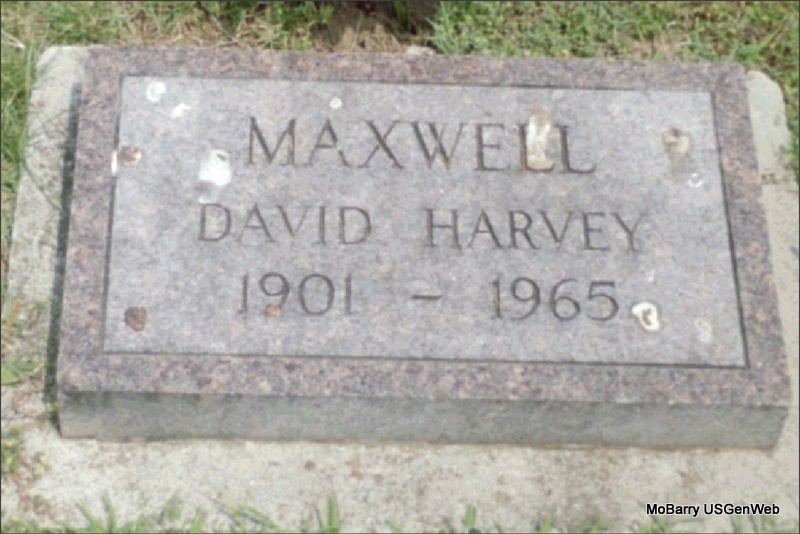 MAXWELL
DAVID HARVEY
1901 – 1965
MoBarry USGenWeb